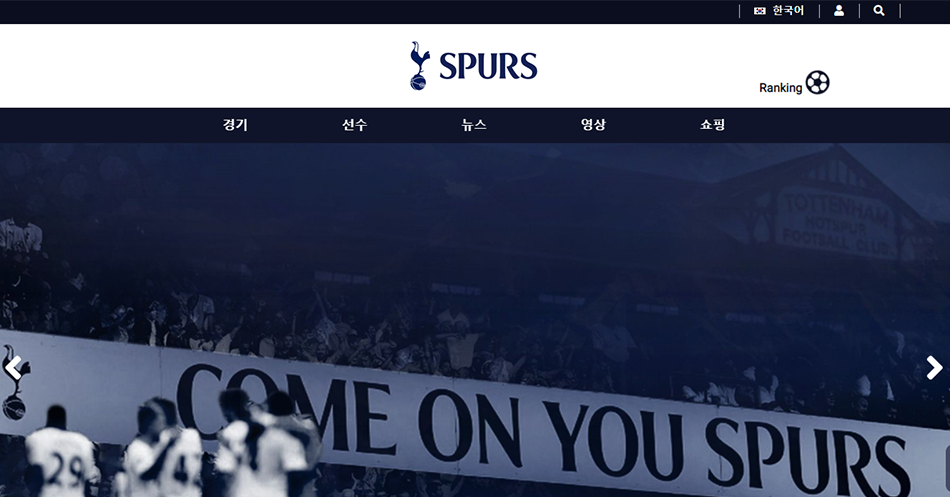 한국어
SPURS
Ranking
경기 선수 뉴스 영상 쇼핑
TOTTENHAM
HOTSPUR
FOOTBALL CLUB
COME ON YOU SPURS
29